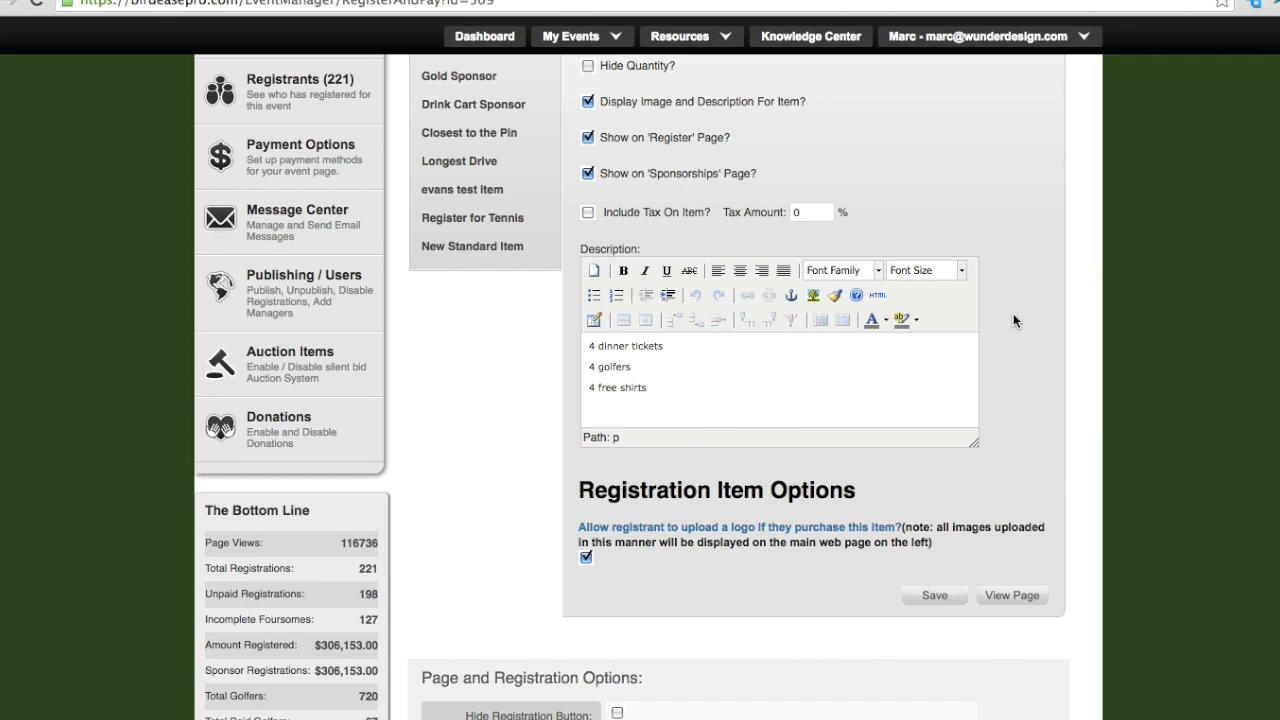 https://birdeasepro.com/EventManager/RegisterAndPay?id=309
Dashboard
My Events
Resources
Knowledge Center
Marc - marc@wunderdesign.com
Registrants (221)
See who has registered for
this event
Payment Options
Set up payment methods
for your event page.
Message Center
Manage and Send Email
Messages
Publishing / Users
Publish, Unpublish, Disable
Registrations, Add
Managers
Auction Items
Enable / Disable silent bid
Auction System
Donations
Enable and Disable
Donations
The Bottom Line
Page Views: 116736
Total Registrations: 221
Unpaid Registrations: 198
Incomplete Foursomes: 127
Amount Registered: $306,153.00
Sponsor Registrations: $306,153.00
Total Golfers: 720
Total Paid Golfers: 67
Gold Sponsor
Drink Cart Sponsor
Closest to the Pin
Longest Drive
evans test item
Register for Tennis
New Standard Item
Hide Quantity?
Display Image and Description For Item?
Show on 'Register' Page?
Show on 'Sponsorships' Page?
Include Tax On Item? Tax Amount: 0 %
Description:
B I U ABC Font Family Font Size
HTML
A ab
4 dinner tickets
4 golfers
4 free shirts
Path: p
Registration Item Options
Allow registrant to upload a logo if they purchase this item?(note: all images uploaded
in this manner will be displayed on the main web page on the left)
Save
View Page
Page and Registration Options:
Hide Registration Button: